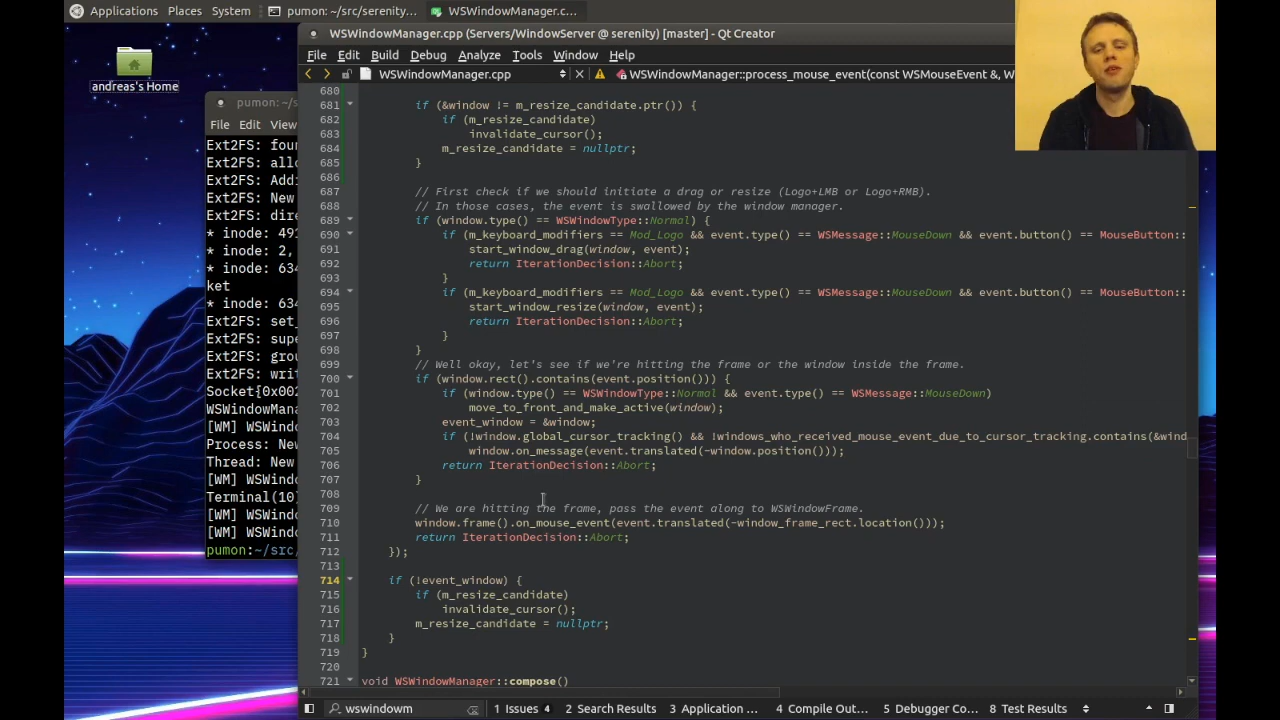 Applications Places System pumon: ~/src/serenity... WSWindowManager.c...
WSWindowManager.cpp (Servers/WindowServer @ serenity) [master] - Qt Creator
File Edit Build Debug Analyze Tools Window Help
WSWindowManager.cpp WSWindowManager::process_mouse_event(const WSMouseEvent &, W
andreas's Home
pumon: ~/s
File Edit View
Ext2FS: four
Ext2FS: allo
Ext2FS: Addi
Ext2FS: New
Ext2FS: dire
* inode: 491
* inode: 2,
* inode: 634
ket
* inode: 634
Ext2FS: set_
Ext2FS: supe
Ext2FS: grou
Ext2FS: writ
Socket{0x002
WSWindowMana
[WM] WSWindo
Process: New
Thread: New
[WM] WSWindo
Terminal(10)
[WM] WSWindo
[WM] WSWindo
pumon:~/src/
680
681 if (&window != m_resize_candidate.ptr()) {
682 if (m_resize_candidate)
683 invalidate_cursor();
684 m_resize_candidate = nullptr;
685 }
686
687 // First check if we should initiate a drag or resize (Logo+LMB or Logo+RMB).
688 // In those cases, the event is swallowed by the window manager.
689 if (window.type() == WSWindowType::Normal) {
690 if (m_keyboard_modifiers == Mod_Logo && event.type() == WSMessage::MouseDown && event.button() == MouseButton::
691 start_window_drag(window, event);
692 return IterationDecision::Abort;
693 }
694 if (m_keyboard_modifiers == Mod_Logo && event.type() == WSMessage::MouseDown && event.button() == MouseButton::
695 start_window_resize(window, event);
696 return IterationDecision::Abort;
697 }
698 }
699 // Well okay, let's see if we're hitting the frame or the window inside the frame.
700 if (window.rect().contains(event.position())) {
701 if (window.type() == WSWindowType::Normal && event.type() == WSMessage::MouseDown)
702 move_to_front_and_make_active(window);
703 event_window = &window;
704 if (!window.global_cursor_tracking() && !windows_who_received_mouse_event_due_to_cursor_tracking.contains(&wind
705 window.on_message(event.translated(-window.position()));
706 return IterationDecision::Abort;
707 }
708
709 // We are hitting the frame, pass the event along to WSWindowFrame.
710 window.frame().on_mouse_event(event.translated(-window_frame_rect.location()));
711 return IterationDecision::Abort;
712 });
713
714 if (!event_window) {
715 if (m_resize_candidate)
716 invalidate_cursor();
717 m_resize_candidate = nullptr;
718 }
719 }
720
721 void WSWindowManager::compose()
wswindowm 1 Issues 4 2 Search Results 3 Application ... 4 Compile Out... 5 Debugger Co... 8 Test Results